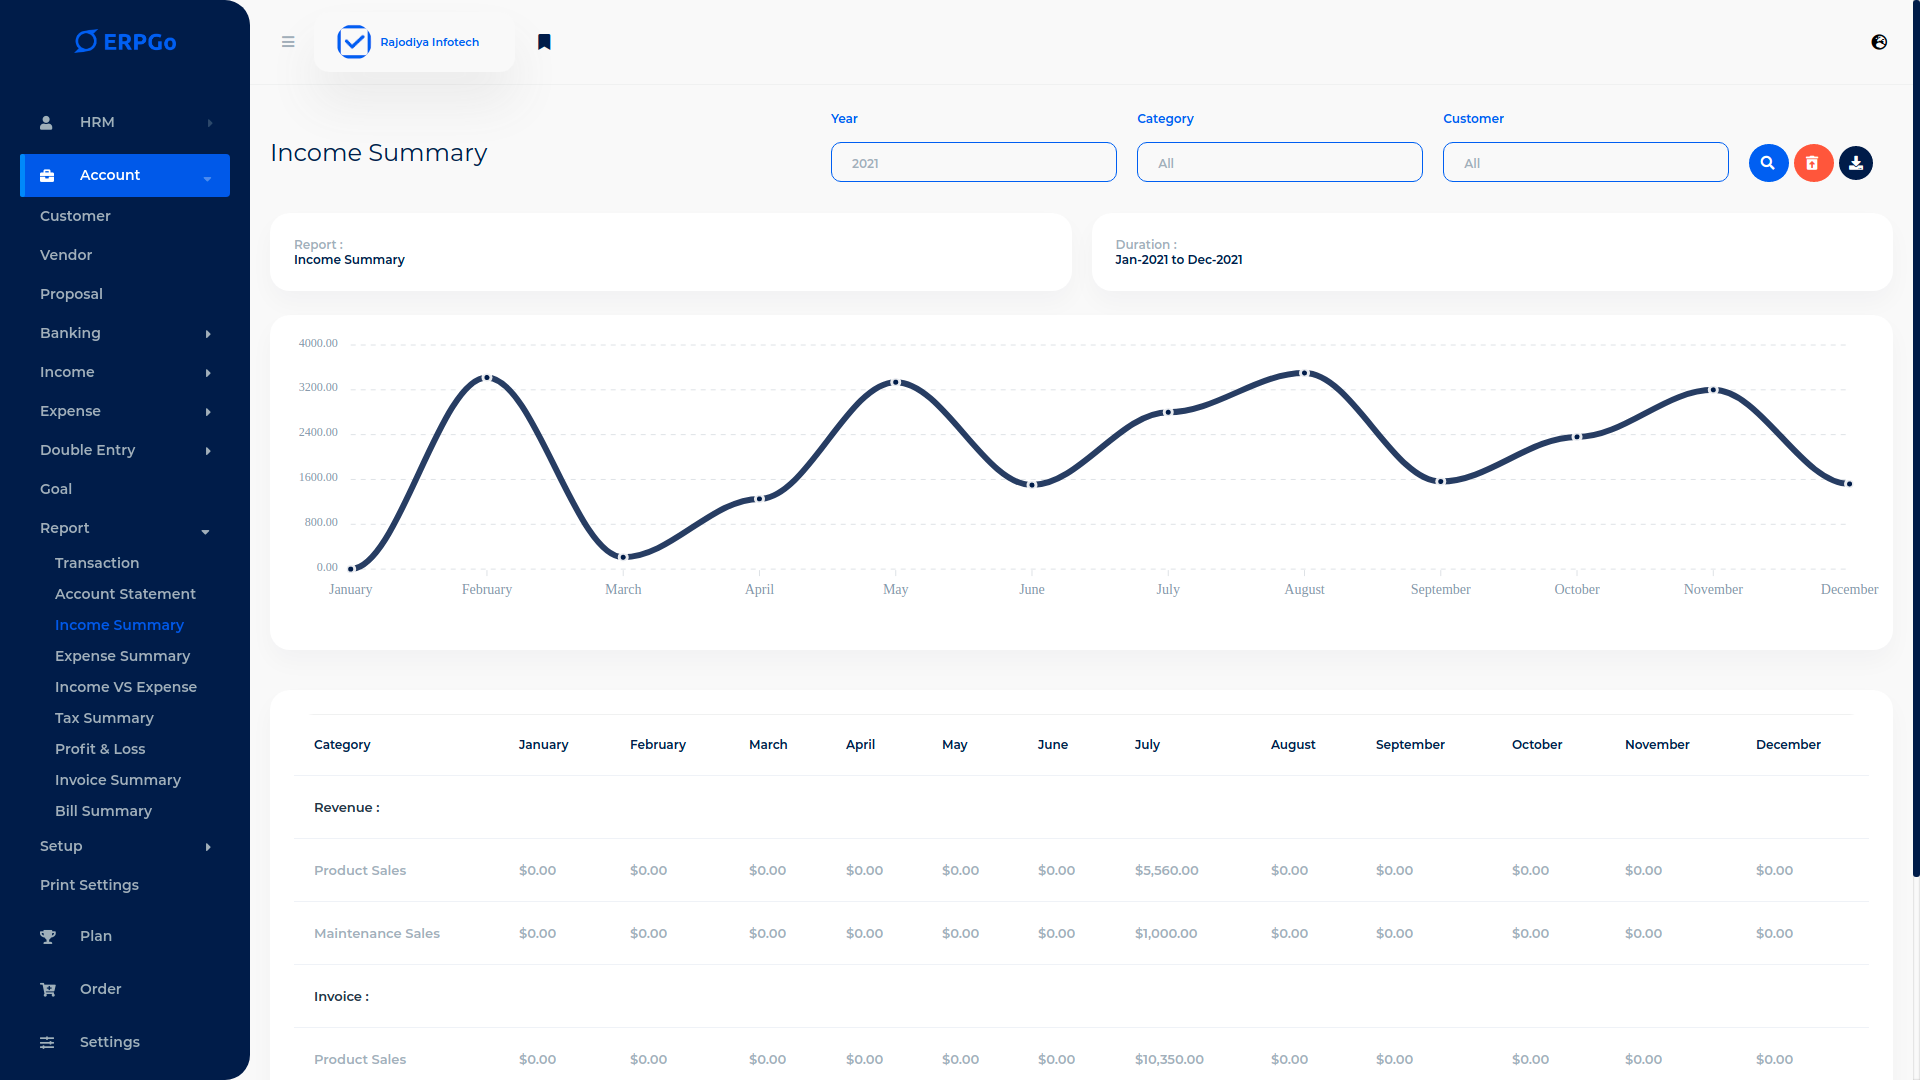 ERPGo
HRM
Account
Customer
Vendor
Proposal
Banking
Income
Expense
Double Entry
Goal
Report
Transaction
Account Statement
Income Summary
Expense Summary
Income VS Expense
Tax Summary
Profit & Loss
Invoice Summary
Bill Summary
Setup
Print Settings
Plan
Order
Settings
Rajodiya Infotech
Income Summary
Year
2021
Category
All
Customer
All
Report :
Income Summary
Duration :
Jan-2021 to Dec-2021
4000.00
3200.00
2400.00
1600.00
800.00
0.00
January February March April May June July August September October November December
Category January February March April May June July August September October November December
Revenue :
Product Sales $0.00 $0.00 $0.00 $0.00 $0.00 $0.00 $5,560.00 $0.00 $0.00 $0.00 $0.00 $0.00
Maintenance Sales $0.00 $0.00 $0.00 $0.00 $0.00 $0.00 $1,000.00 $0.00 $0.00 $0.00 $0.00 $0.00
Invoice :
Product Sales $0.00 $0.00 $0.00 $0.00 $0.00 $0.00 $10,350.00 $0.00 $0.00 $0.00 $0.00 $0.00